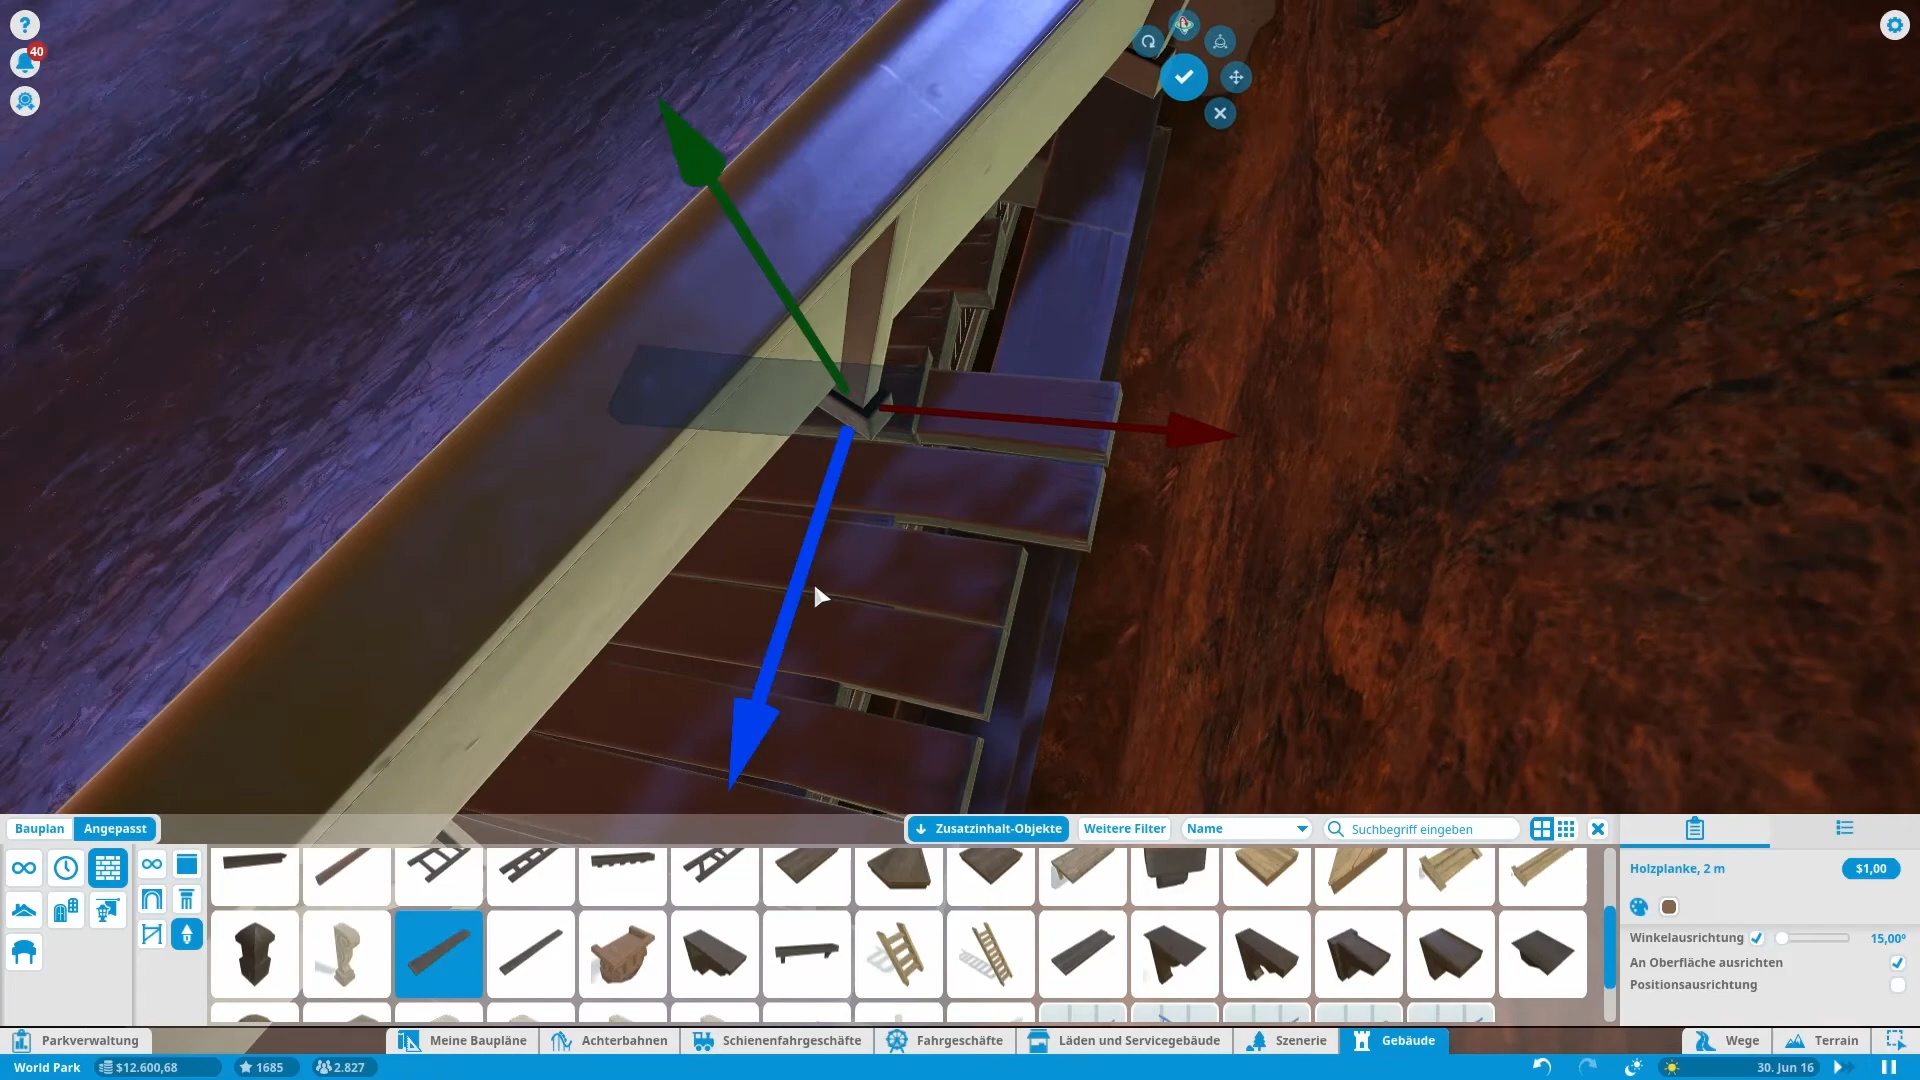 ?
40
Bauplan
Angepasst
Zusatzinhalt-Objekte
Weitere Filter
Name
Suchbegriff eingeben
Holzplanke, 2 m
$1,00
Winkelausrichtung
15,00°
An Oberfläche ausrichten
Positionsausrichtung
Parkverwaltung
Meine Baupläne
Achterbahnen
Schienenfahrgeschäfte
Fahrgeschäfte
Läden und Servicegebäude
Szenerie
Gebäude
Wege
Terrain
World Park
$12.600,68
1685
2.827
30. Jun 16